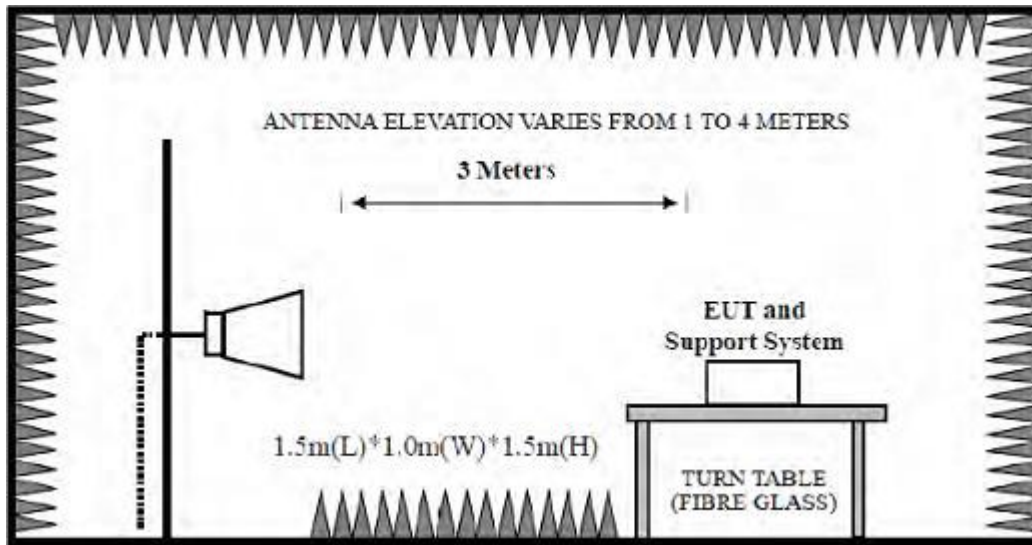 ANTENNA ELEVATION VARIES FROM 1 TO 4 METERS
3 Meters
EUT and
Support System
1.5m(L)*1.0m(W)*1.5m(H)
TURN TABLE
(FIBRE GLASS)